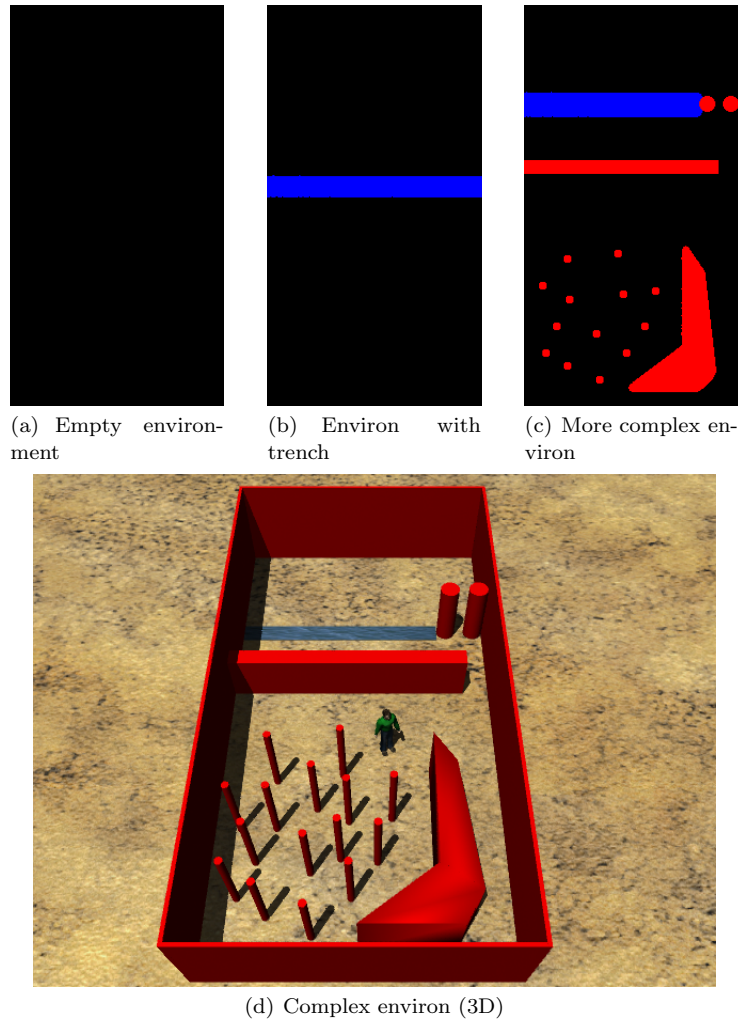 (a) Empty environ-
ment
(b) Environ with
trench
(c) More complex en-
viron
(d) Complex environ (3D)